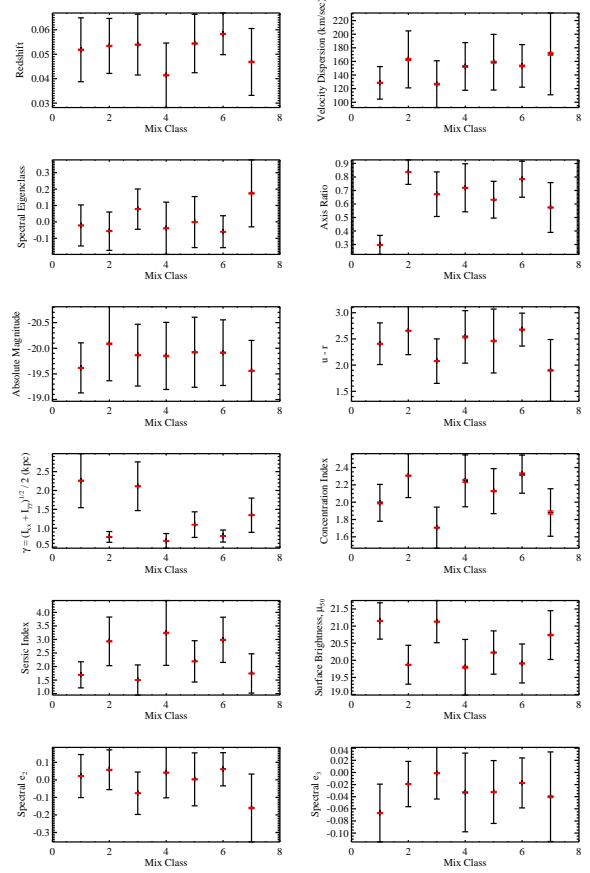 Redshift
0.06
0.05
0.04
0.03
0 2 4 6 8
Mix Class
Velocity Dispersion (km/sec)
220
200
180
160
140
120
100
0 2 4 6 8
Mix Class
Spectral Eigenclass
0.3
0.2
0.1
0.0
-0.1
0 2 4 6 8
Mix Class
Axis Ratio
0.9
0.8
0.7
0.6
0.5
0.4
0.3
0 2 4 6 8
Mix Class
Absolute Magnitude
-20.5
-20.0
-19.5
-19.0
0 2 4 6 8
Mix Class
u - r
3.0
2.5
2.0
1.5
0 2 4 6 8
Mix Class
γ = (Iₓₓ + Iᵧᵧ)^1/2 / 2 (kpc)
2.5
2.0
1.5
1.0
0.5
0 2 4 6 8
Mix Class
Concentration Index
2.4
2.2
2.0
1.8
1.6
0 2 4 6 8
Mix Class
Sersic Index
4.0
3.5
3.0
2.5
2.0
1.5
1.0
0 2 4 6 8
Mix Class
Surface Brightness, μ₉₀
21.5
21.0
20.5
20.0
19.5
19.0
0 2 4 6 8
Mix Class
Spectral e₂
0.1
0.0
-0.1
-0.2
-0.3
0 2 4 6 8
Mix Class
Spectral e₃
0.04
0.02
0.00
-0.02
-0.04
-0.06
-0.08
-0.10
0 2 4 6 8
Mix Class